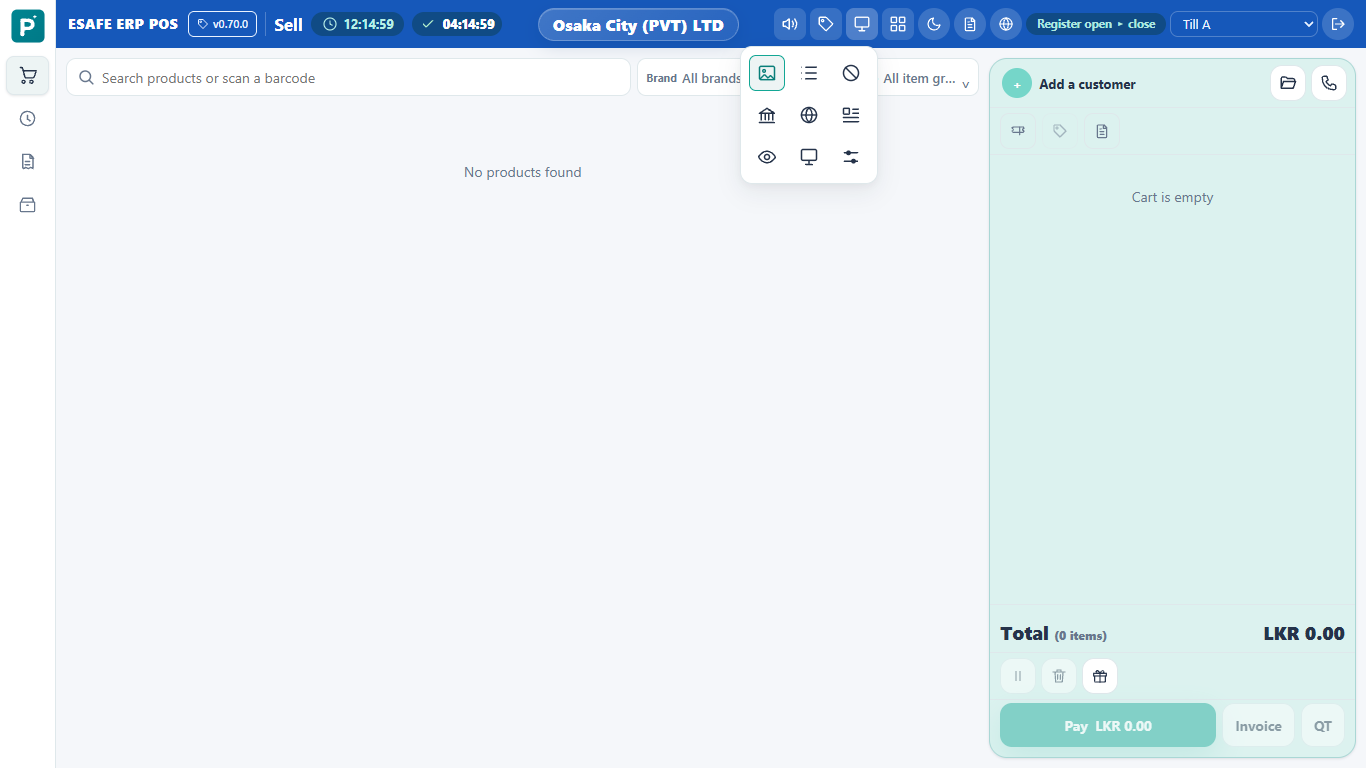 P
ESAFE ERP POS
v0.70.0
Sell
12:14:59
04:14:59
Osaka City (PVT) LTD
Register open ▸ close
Till A
Search products or scan a barcode
Brand All brands
All item gr...
Add a customer
No products found
Cart is empty
Total (0 items)
LKR 0.00
Pay LKR 0.00
Invoice
QT